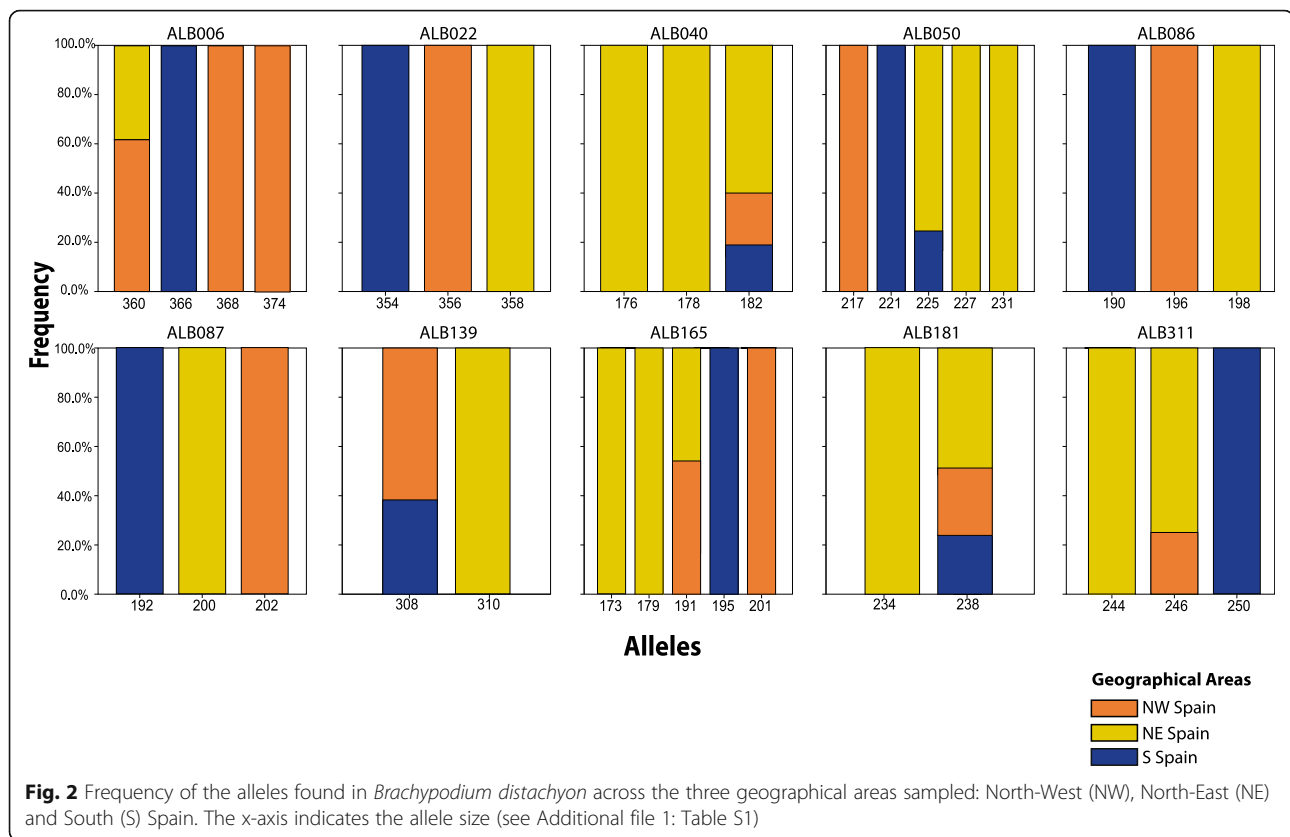 ALB006 ALB022 ALB040 ALB050 ALB086
100.0%
80.0%
60.0%
40.0%
20.0%
0.0%
360 366 368 374 354 356 358 176 178 182 217 221 225 227 231 190 196 198
Frequency
ALB087 ALB139 ALB165 ALB181 ALB311
100.0%
80.0%
60.0%
40.0%
20.0%
0.0%
192 200 202 308 310 173 179 191 195 201 234 238 244 246 250
Alleles
Geographical Areas
NW Spain
NE Spain
S Spain
Fig. 2 Frequency of the alleles found in Brachypodium distachyon across the three geographical areas sampled: North-West (NW), North-East (NE)
and South (S) Spain. The x-axis indicates the allele size (see Additional file 1: Table S1)